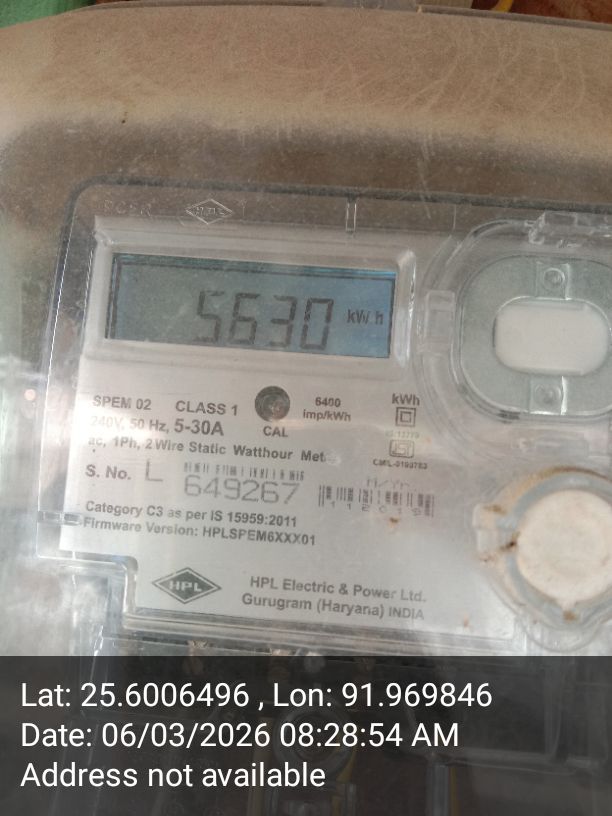 HPL
5630 kWh
SPEM 02 CLASS 1 6400 imp/kWh kWh
240V, 50 Hz, 5-30A CAL
ac, 1Ph, 2 Wire Static Watthour Met
S. No. L 649267
M/Yr
Category C3 as per IS 15959:2011
Firmware Version: HPLSPEM6XXX01
HPL
HPL Electric & Power Ltd.
Gurugram (Haryana) INDIA
Lat: 25.6006496 , Lon: 91.969846
Date: 06/03/2026 08:28:54 AM
Address not available